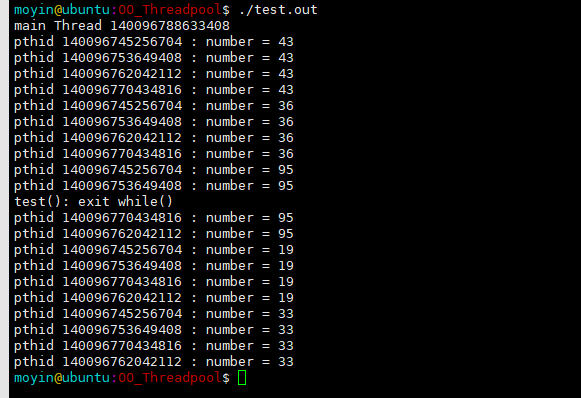 moyin@ubuntu:OO_Threadpool$ ./test.out
main Thread 140096788633408
pthid 140096745256704 : number = 43
pthid 140096753649408 : number = 43
pthid 140096762042112 : number = 43
pthid 140096770434816 : number = 43
pthid 140096745256704 : number = 36
pthid 140096753649408 : number = 36
pthid 140096762042112 : number = 36
pthid 140096770434816 : number = 36
pthid 140096745256704 : number = 95
pthid 140096753649408 : number = 95
test(): exit while()
pthid 140096770434816 : number = 95
pthid 140096762042112 : number = 95
pthid 140096745256704 : number = 19
pthid 140096753649408 : number = 19
pthid 140096770434816 : number = 19
pthid 140096762042112 : number = 19
pthid 140096745256704 : number = 33
pthid 140096753649408 : number = 33
pthid 140096770434816 : number = 33
pthid 140096762042112 : number = 33
moyin@ubuntu:OO_Threadpool$